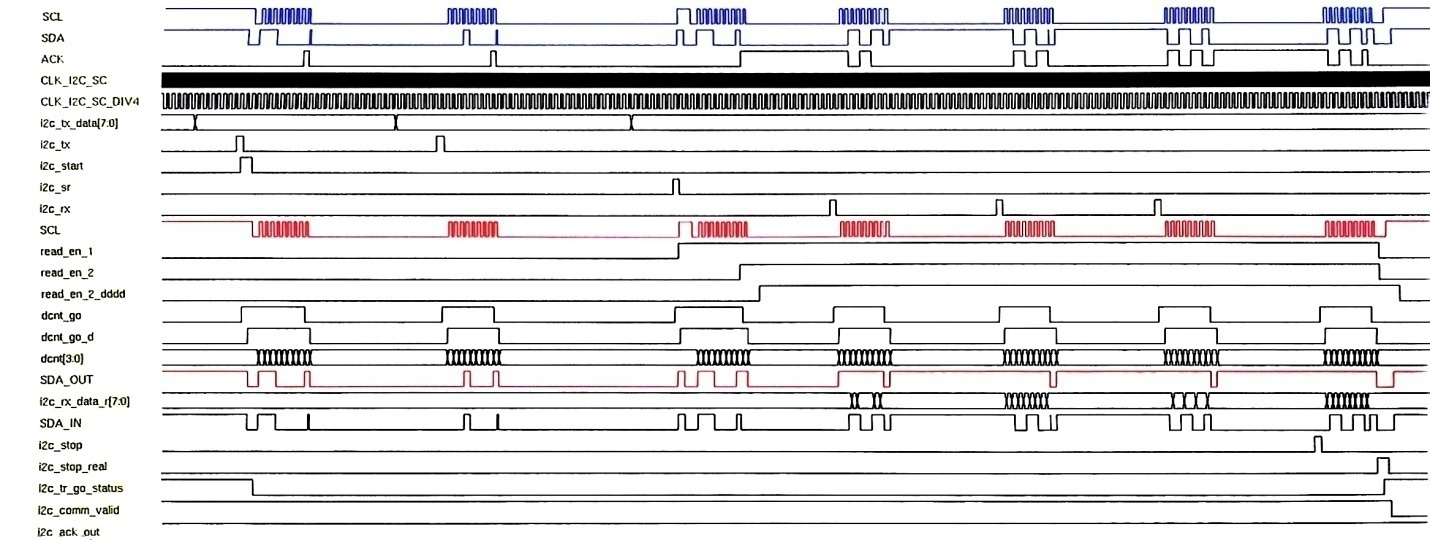 SCL
SDA
ACK
CLK_I2C_SC
CLK_I2C_SC_DIV4
i2c_tx_data[7:0]
i2c_tx
i2c_start
i2c_sr
i2c_rx
SCL
read_en_1
read_en_2
read_en_2_dddd
dcnt_go
dcnt_go_d
dcnt[3:0]
SDA_OUT
i2c_rx_data_r[7:0]
SDA_IN
i2c_stop
i2c_stop_real
i2c_tr_go_status
i2c_comm_valid
i2c_ack_out